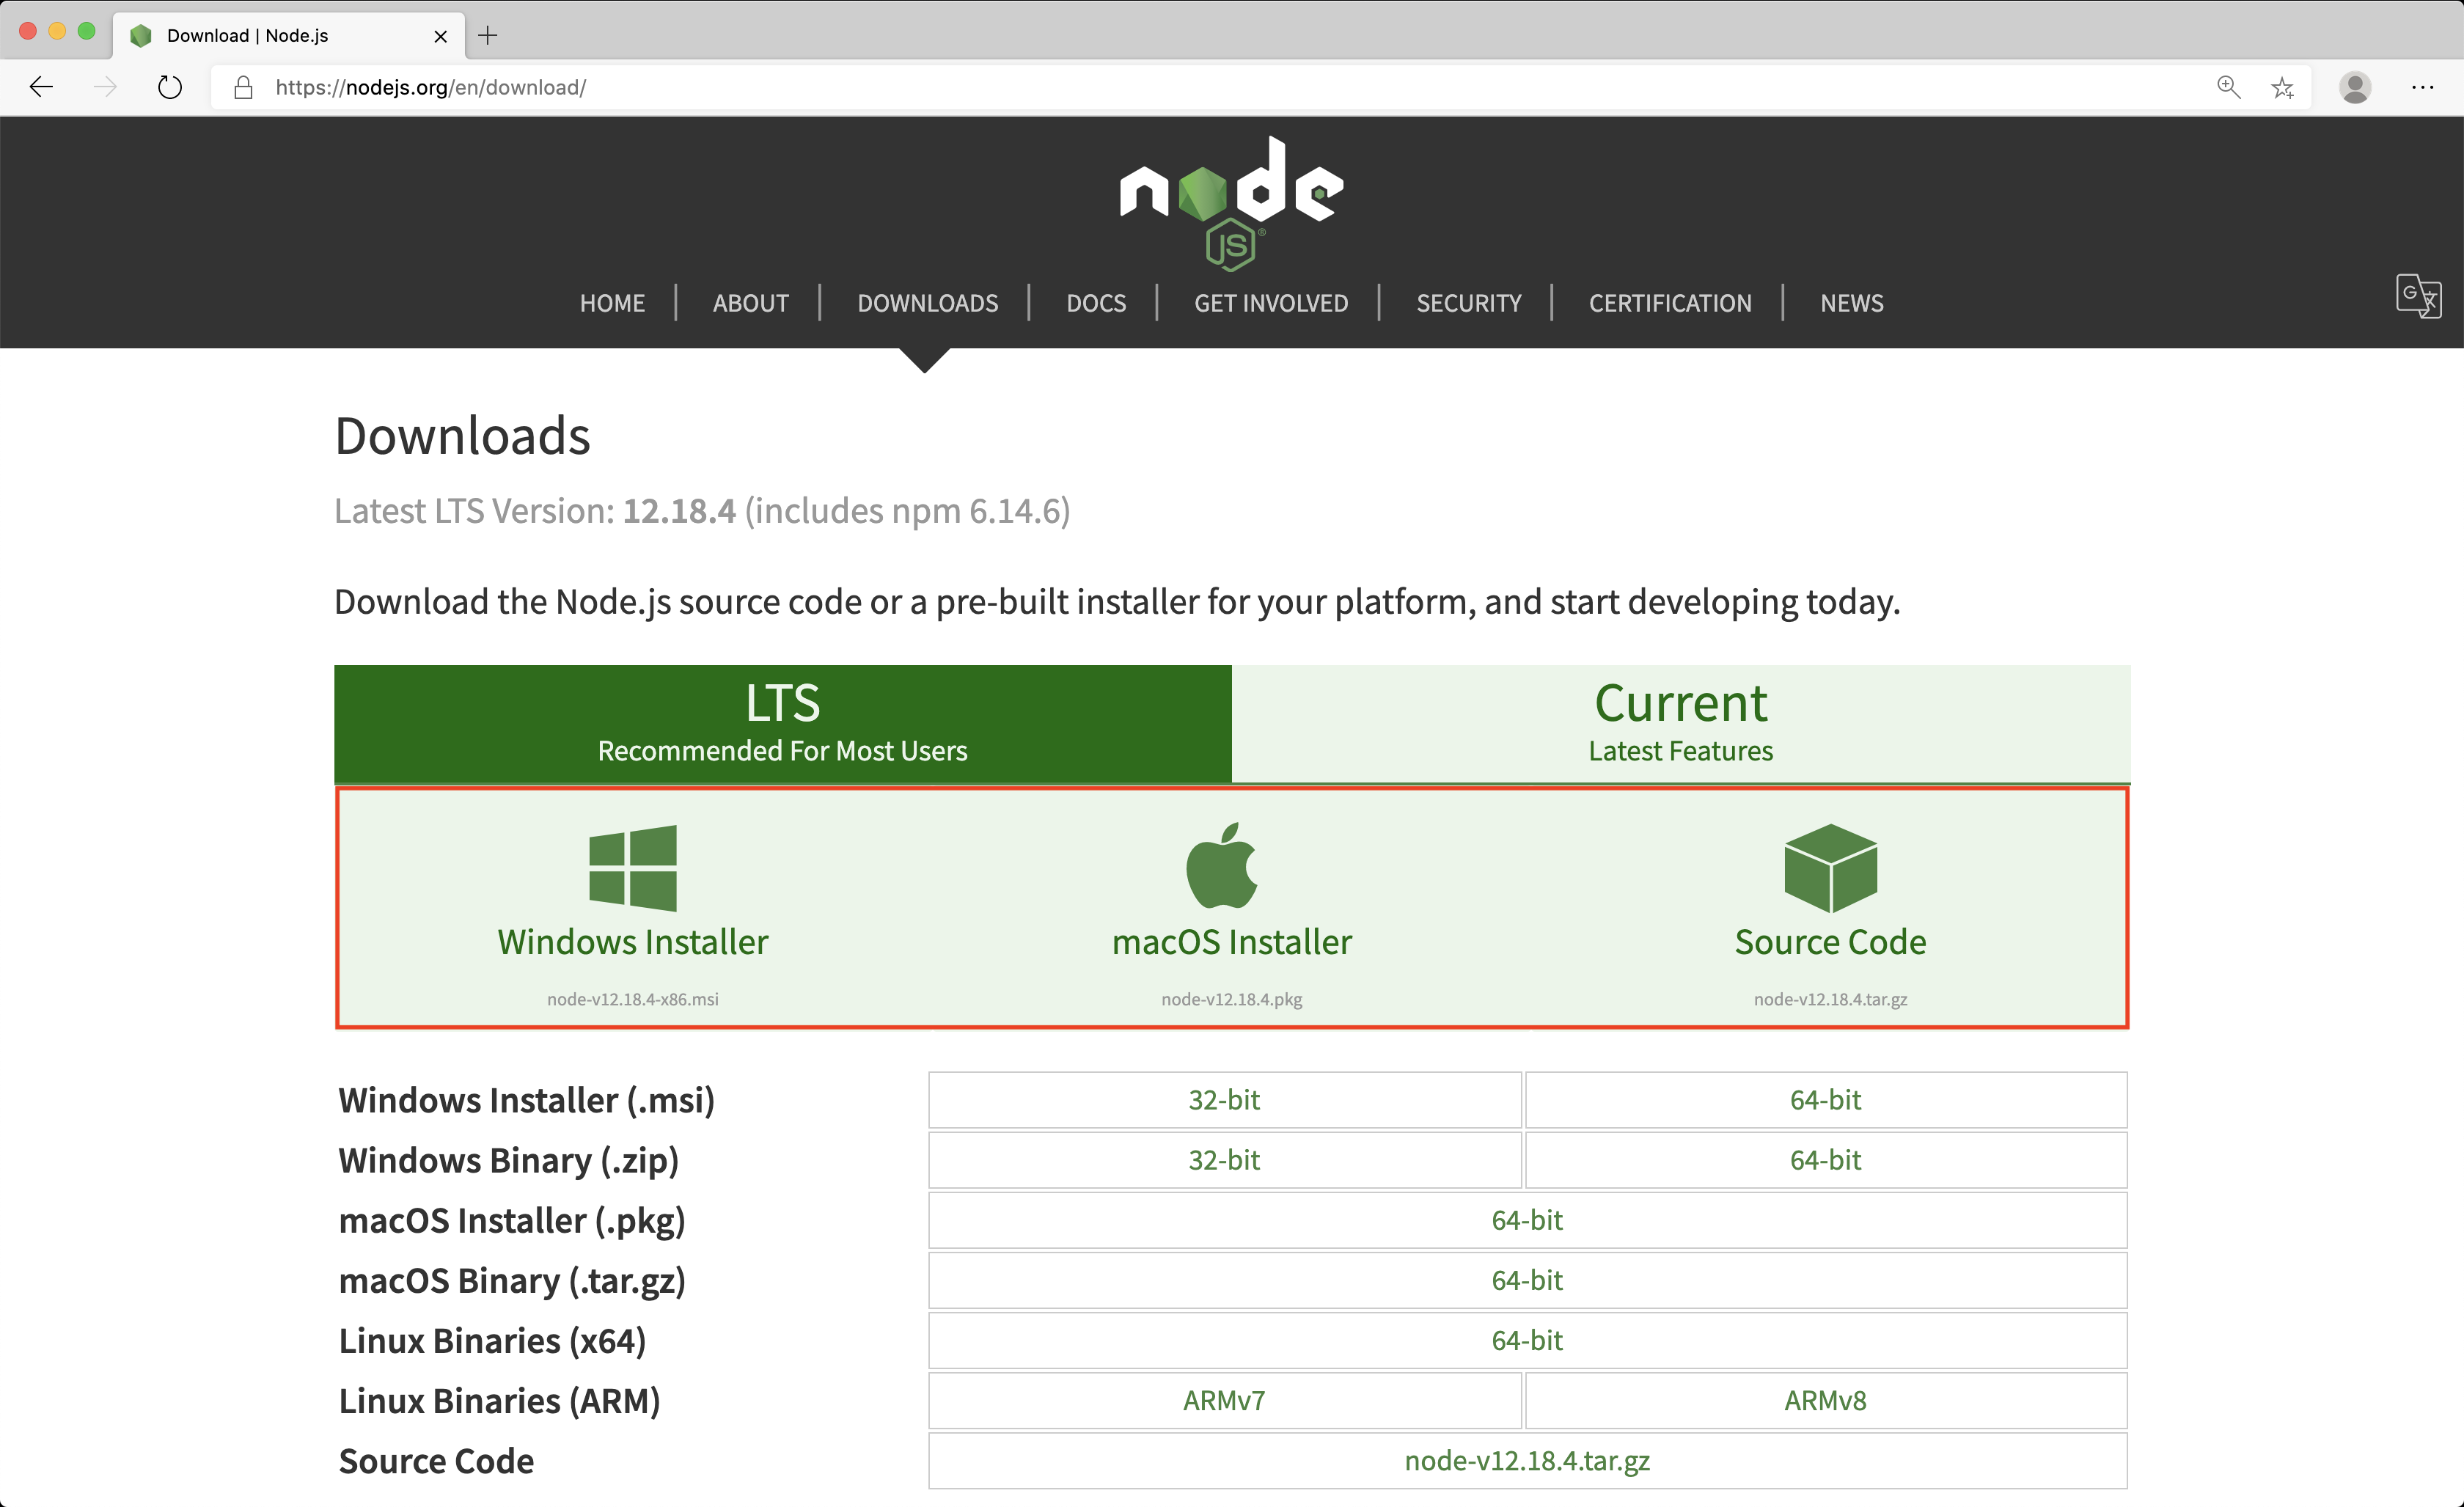 Download | Node.js
https://nodejs.org/en/download/
node
JS®
HOME | ABOUT | DOWNLOADS | DOCS | GET INVOLVED | SECURITY | CERTIFICATION | NEWS
Downloads
Latest LTS Version: 12.18.4 (includes npm 6.14.6)
Download the Node.js source code or a pre-built installer for your platform, and start developing today.
LTS
Recommended For Most Users
Current
Latest Features
Windows Installer
node-v12.18.4-x86.msi
macOS Installer
node-v12.18.4.pkg
Source Code
node-v12.18.4.tar.gz
Windows Installer (.msi) 32-bit 64-bit
Windows Binary (.zip) 32-bit 64-bit
macOS Installer (.pkg) 64-bit
macOS Binary (.tar.gz) 64-bit
Linux Binaries (x64) 64-bit
Linux Binaries (ARM) ARMv7 ARMv8
Source Code node-v12.18.4.tar.gz